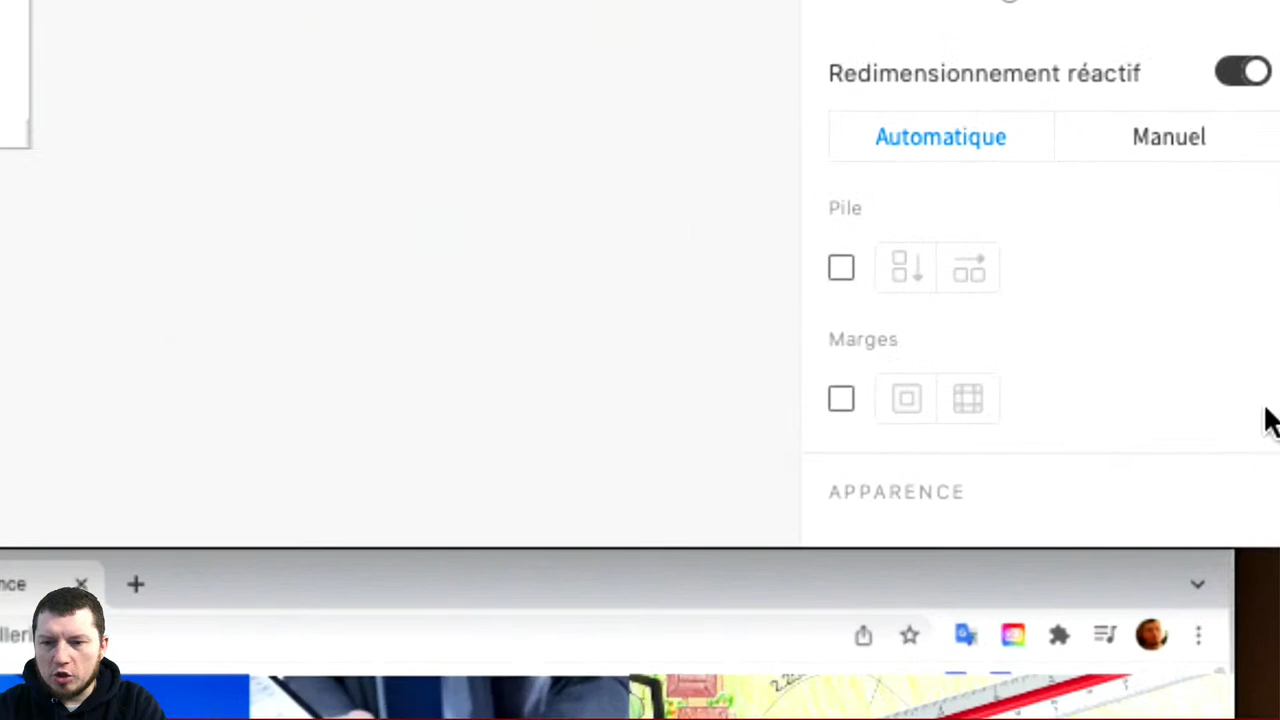 Redimensionnement réactif
Automatique Manuel
Pile
Marges
APPARENCE